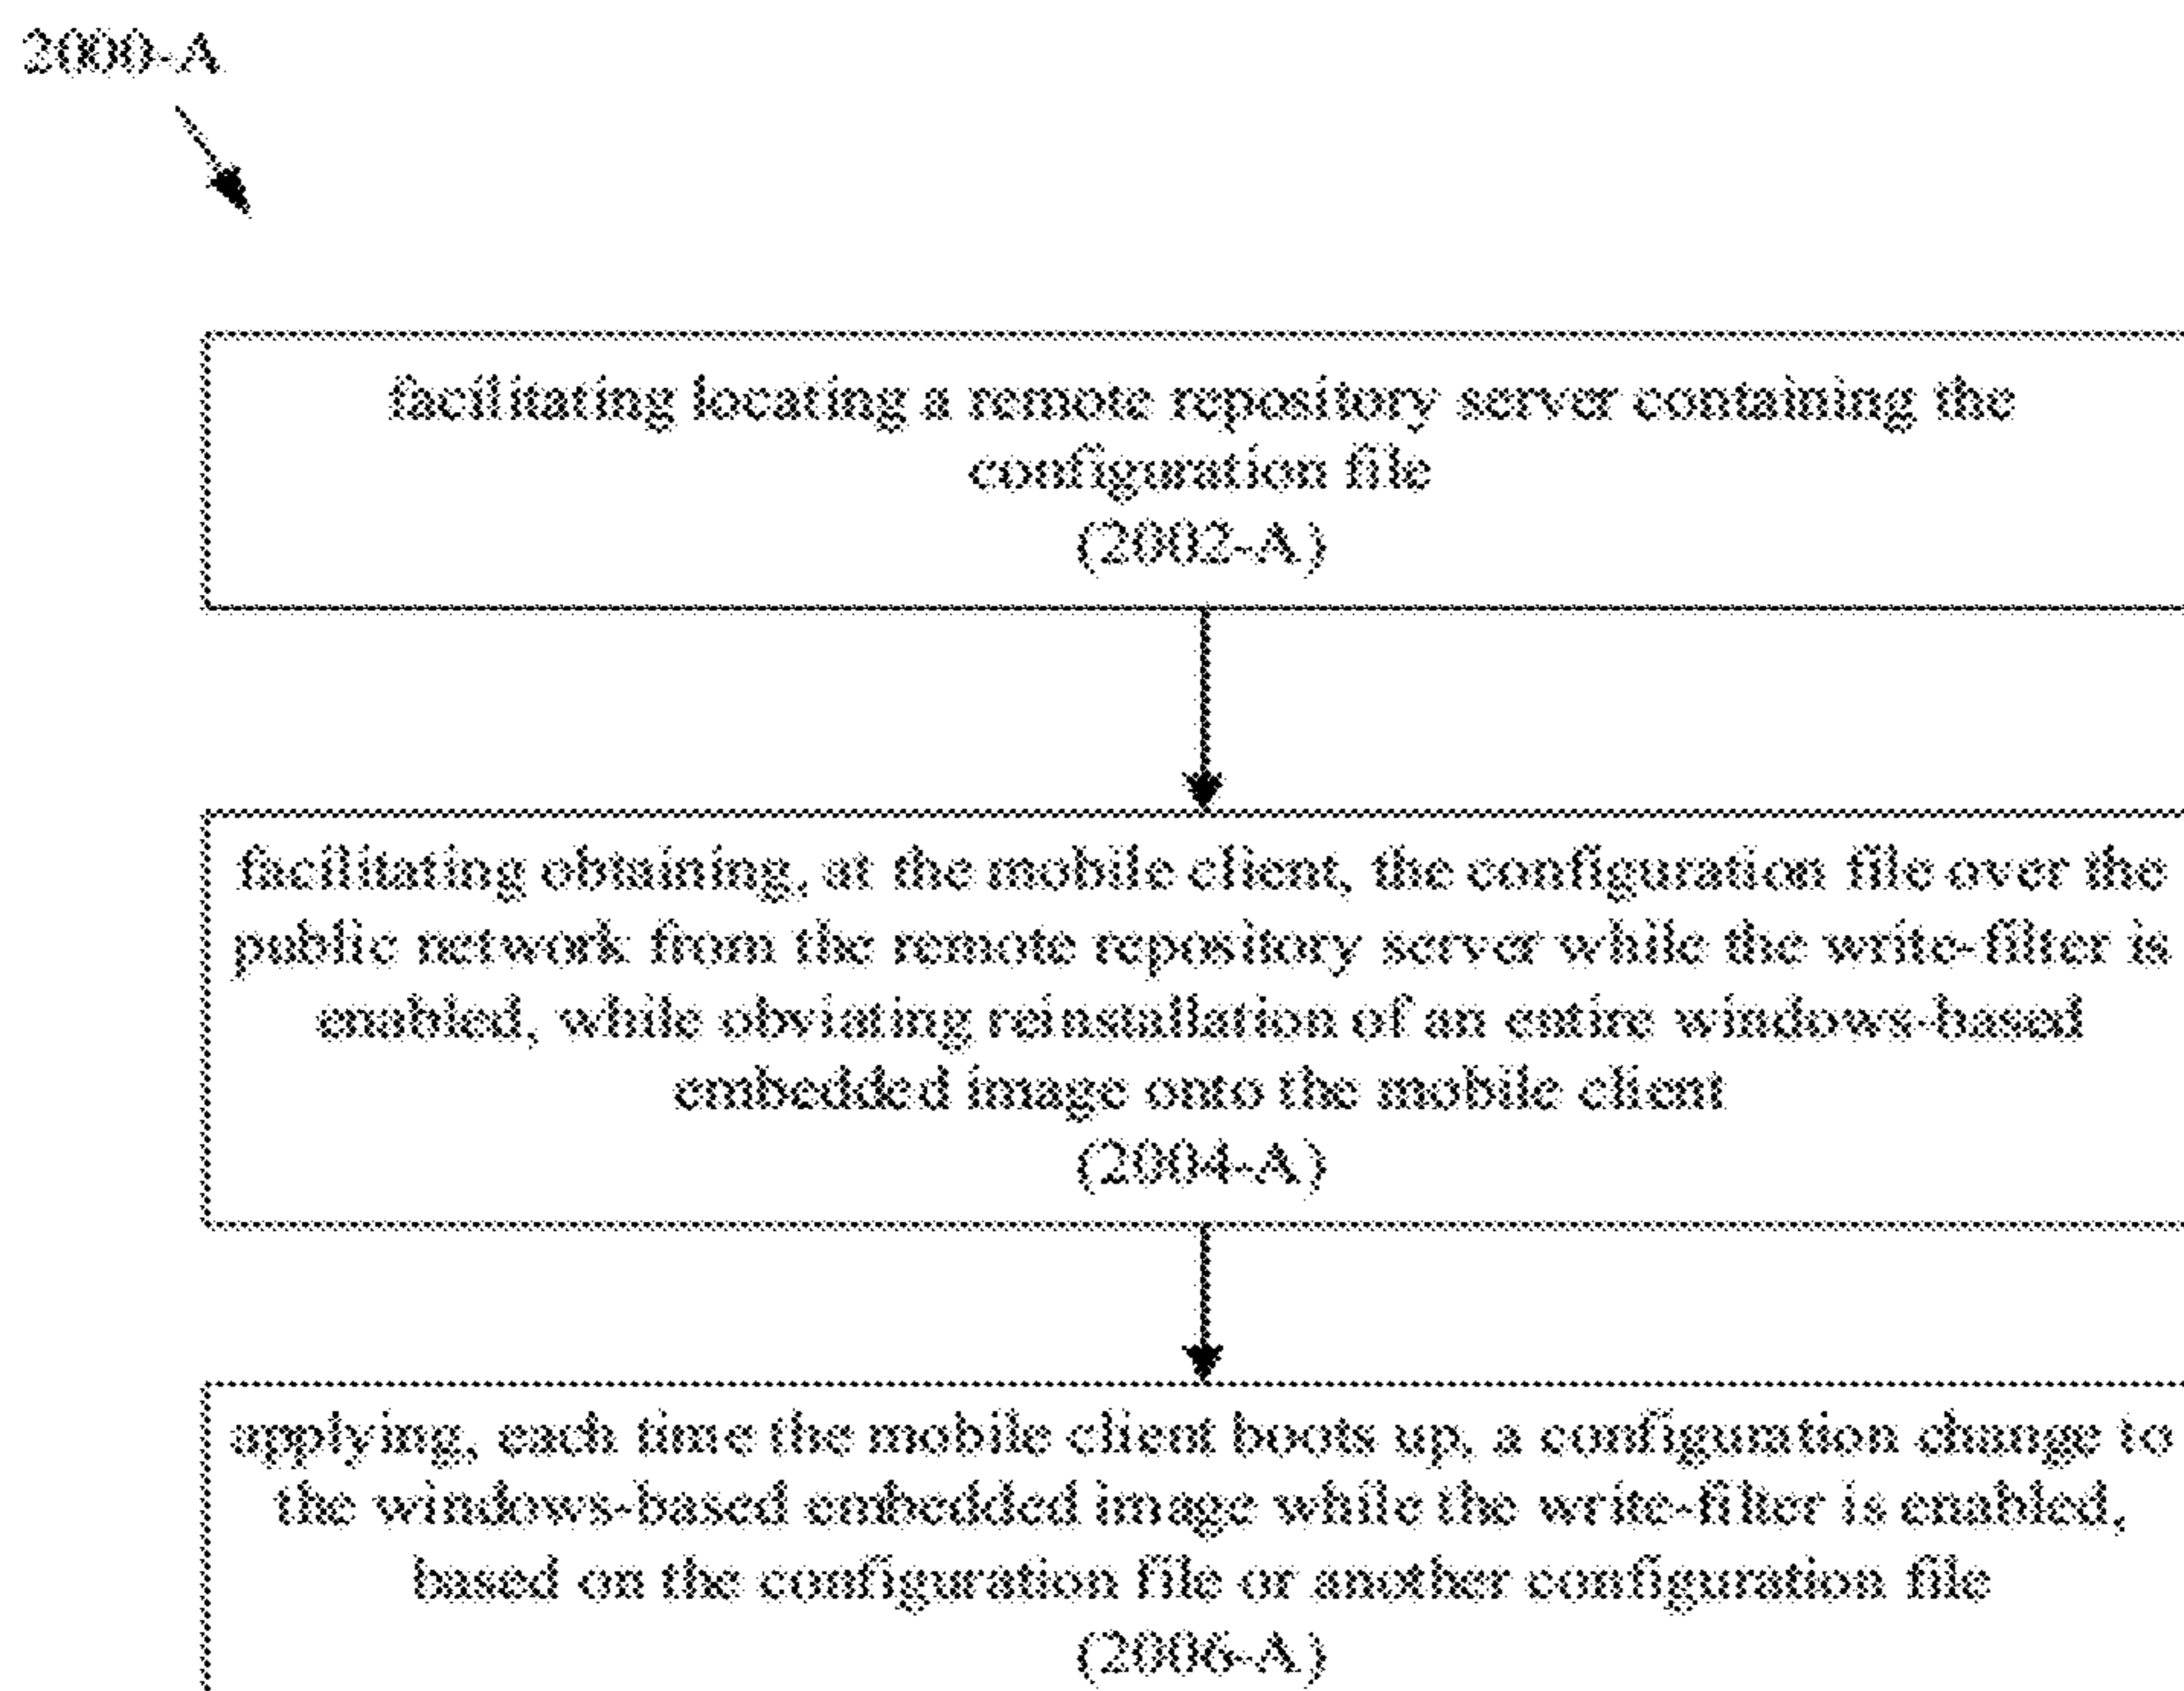 2000-A
facilitating locating a remote repository server containing the
configuration file
(2002-A)
facilitating obtaining, at the mobile client, the configuration file over the
public network from the remote repository server while the write-filter is
enabled, while obviating reinstallation of an entire windows-based
embedded image onto the mobile client
(2004-A)
applying, each time the mobile client boots up, a configuration change to
the windows-based embedded image while the write-filter is enabled,
based on the configuration file or another configuration file
(2006-A)